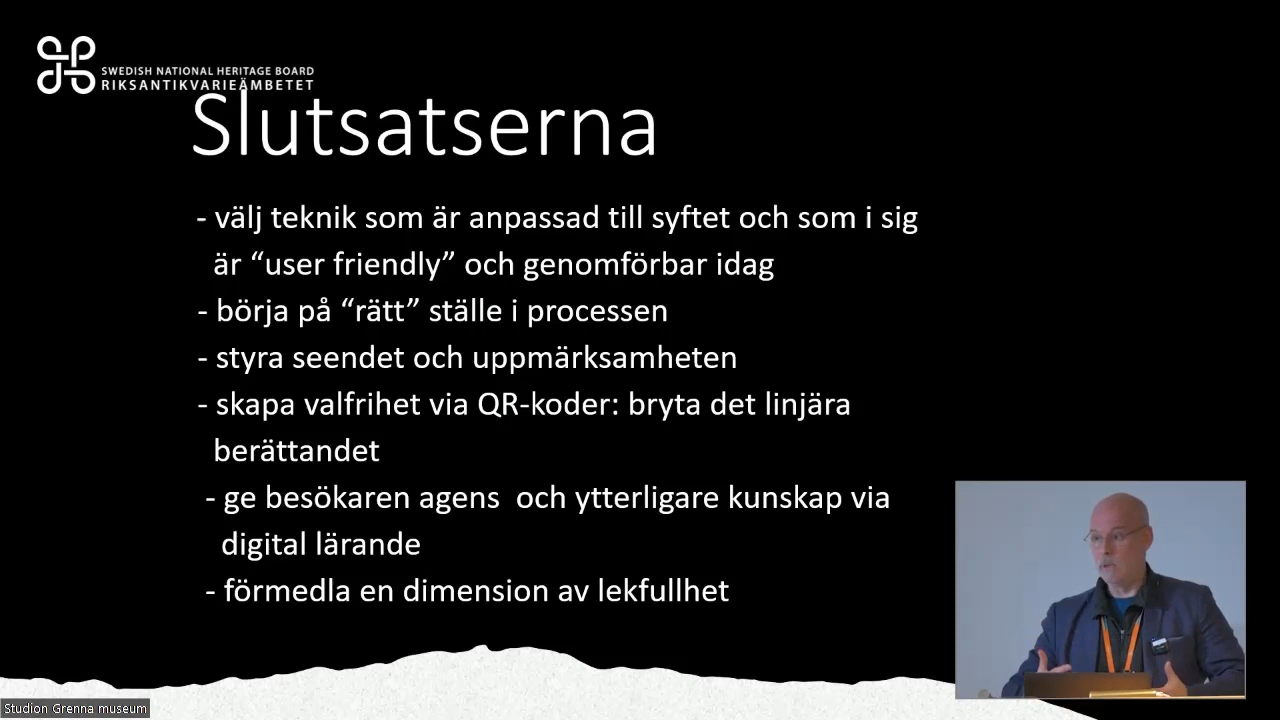 SWEDISH NATIONAL HERITAGE BOARD
RIKSANTIKVARIEÄMBETET
Slutsatserna
- välj teknik som är anpassad till syftet och som i sig
är “user friendly” och genomförbar idag
- börja på “rätt” ställe i processen
- styra seendet och uppmärksamheten
- skapa valfrihet via QR-koder: bryta det linjära
berättandet
- ge besökaren agens  och ytterligare kunskap via
digital lärande
- förmedla en dimension av lekfullhet
Studion Grenna museum